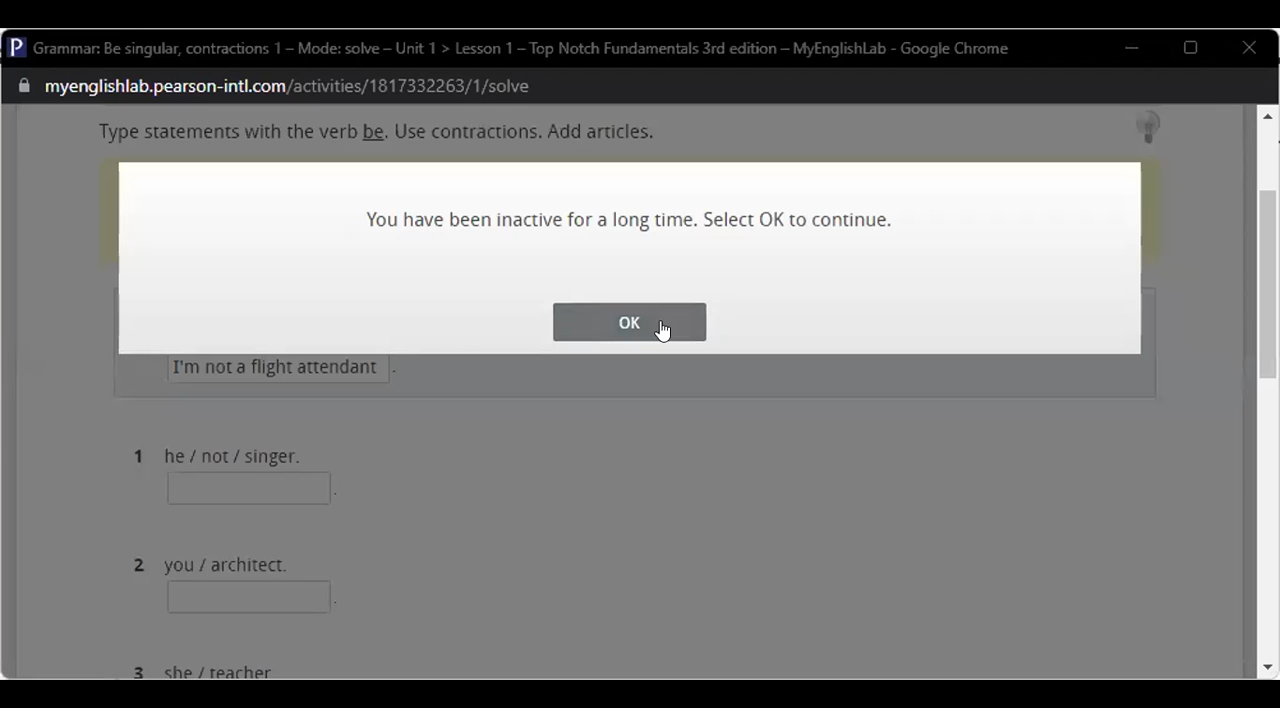 P Grammar: Be singular, contractions 1 – Mode: solve – Unit 1 > Lesson 1 – Top Notch Fundamentals 3rd edition – MyEnglishLab - Google Chrome
myenglishlab.pearson-intl.com/activities/1817332263/1/solve
Type statements with the verb be. Use contractions. Add articles.
You have been inactive for a long time. Select OK to continue.
OK
I'm not a flight attendant .
1 he / not / singer.
.
2 you / architect.
.
3 she / teacher